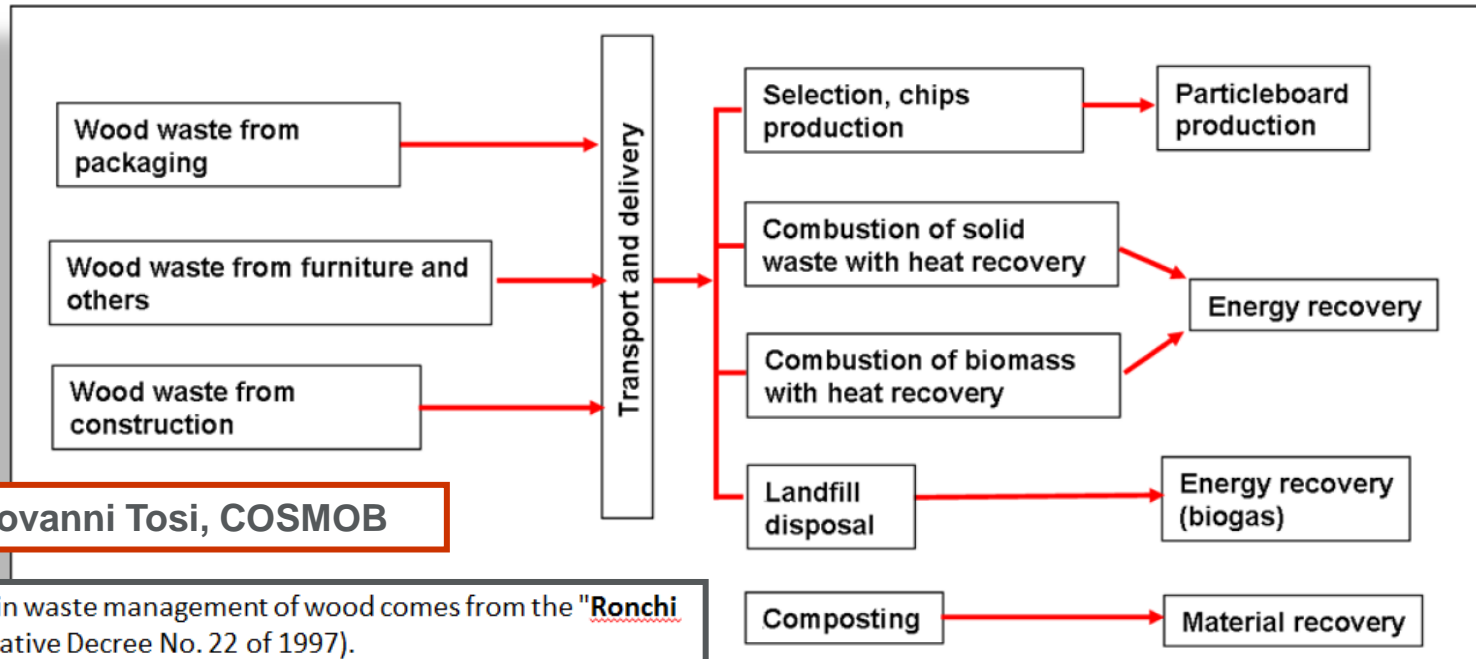 Wood waste from
packaging
Wood waste from furniture and
others
Wood waste from
construction
Transport and delivery
Selection, chips
production
Particleboard
production
Combustion of solid
waste with heat recovery
Combustion of biomass
with heat recovery
Energy recovery
Landfill
disposal
Energy recovery
(biogas)
Composting
Material recovery
ovanni Tosi, COSMOB
in waste management of wood comes from the "Ronchi
ative Decree No. 22 of 1997).